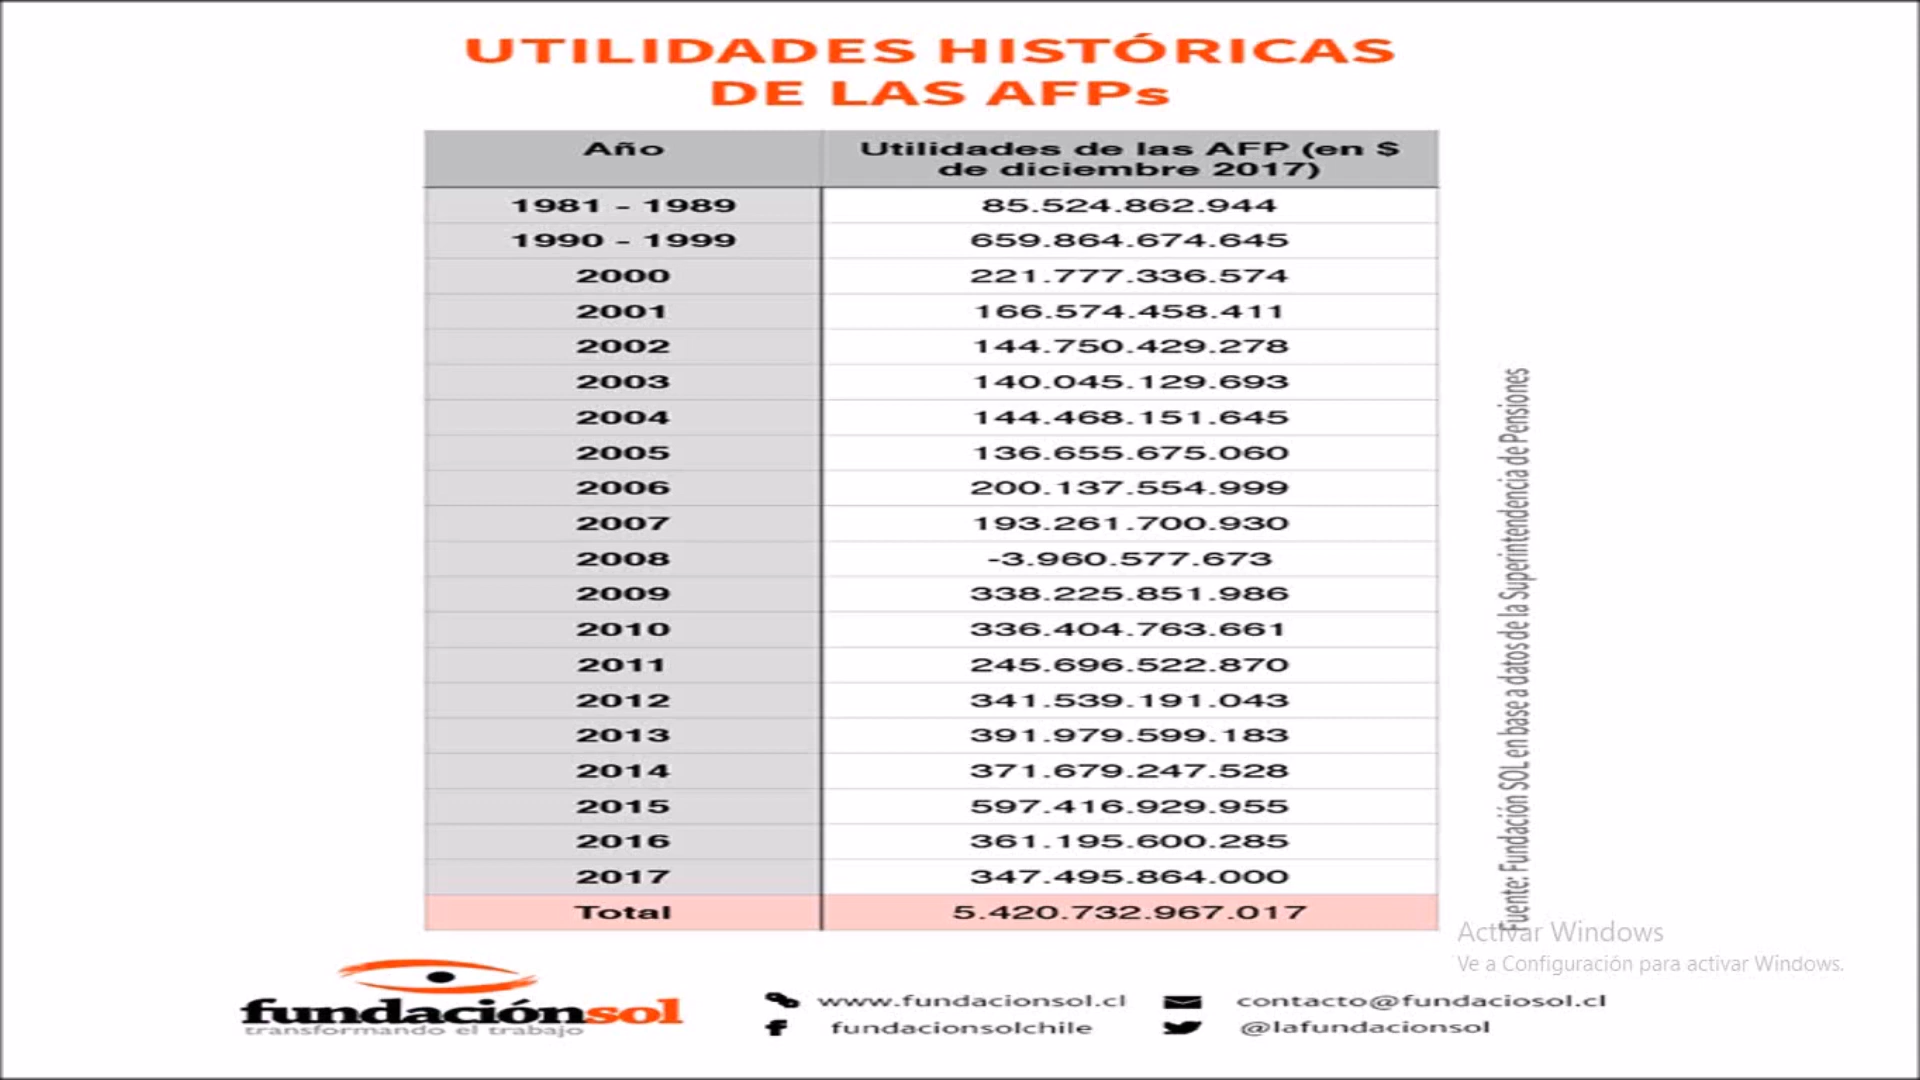 UTILIDADES HISTÓRICAS
DE LAS AFPs
Año Utilidades de las AFP (en $
de diciembre 2017)
1981 - 1989 85.524.862.944
1990 - 1999 659.864.674.645
2000 221.777.336.574
2001 166.574.458.411
2002 144.750.429.278
2003 140.045.129.693
2004 144.468.151.645
2005 136.655.675.060
2006 200.137.554.999
2007 193.261.700.930
2008 -3.960.577.673
2009 338.225.851.986
2010 336.404.763.661
2011 245.696.522.870
2012 341.539.191.043
2013 391.979.599.183
2014 371.679.247.528
2015 597.416.929.955
2016 361.195.600.285
2017 347.495.864.000
Total 5.420.732.967.017
Fuente: Fundación SOL en base a datos de la Superintendencia de Pensiones
Activar Windows
Ve a Configuración para activar Windows.
fundaciónsol
transformando el trabajo
www.fundacionsol.cl
contacto@fundaciosol.cl
fundacionsolchile
@lafundacionsol